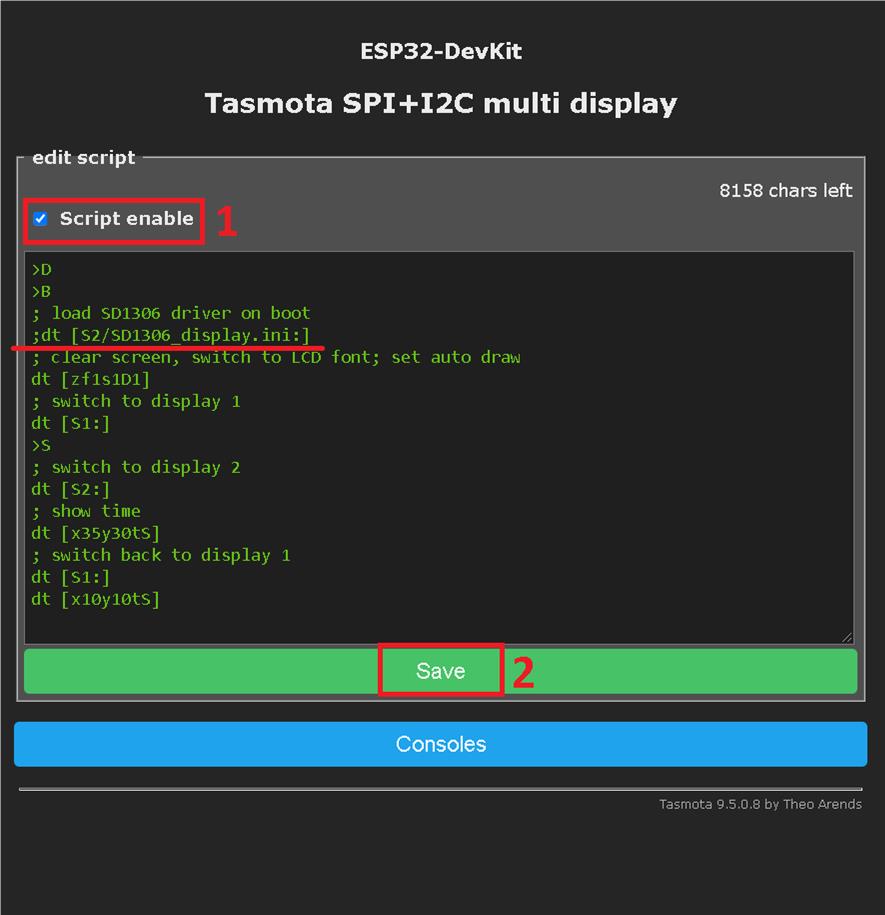 ESP32-DevKit
Tasmota SPI+I2C multi display
edit script
8158 chars left
Script enable 1
>D
>B
; load SD1306 driver on boot
;dt [S2/SD1306_display.ini:]
; clear screen, switch to LCD font; set auto draw
dt [zf1s1D1]
; switch to display 1
dt [S1:]
>S
; switch to display 2
dt [S2:]
; show time
dt [x35y30tS]
; switch back to display 1
dt [S1:]
dt [x10y10tS]
Save 2
Consoles
Tasmota 9.5.0.8 by Theo Arends